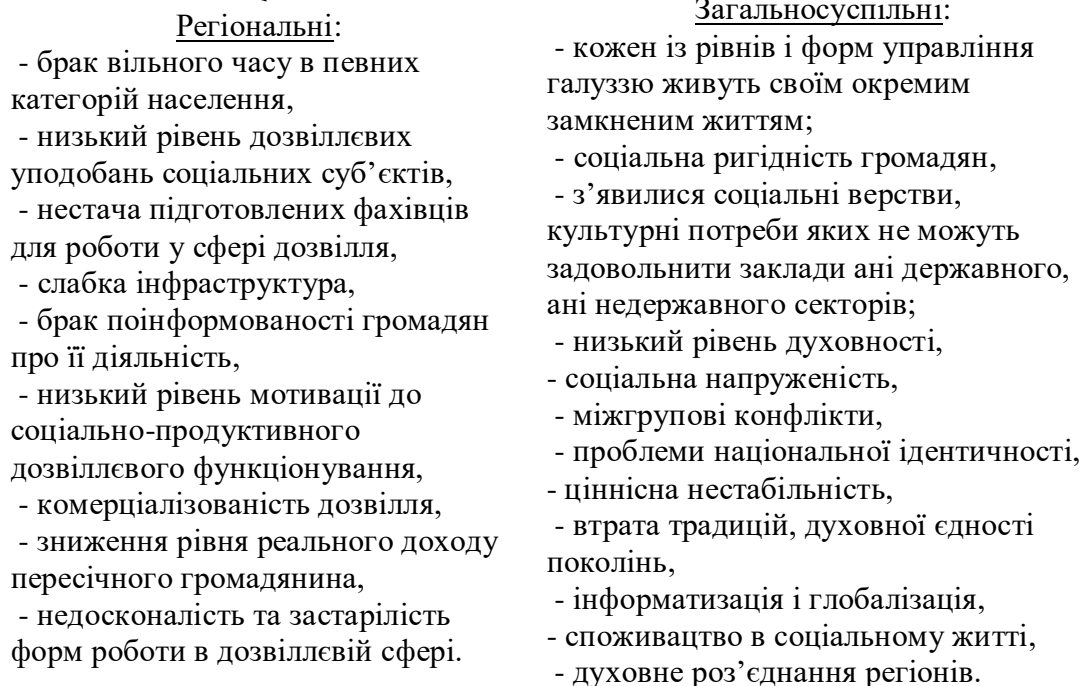 Регіональні:
- брак вільного часу в певних
категорій населення,
- низький рівень дозвіллєвих
уподобань соціальних суб’єктів,
- нестача підготовлених фахівців
для роботи у сфері дозвілля,
- слабка інфраструктура,
- брак поінформованості громадян
про її діяльність,
- низький рівень мотивації до
соціально-продуктивного
дозвіллєвого функціонування,
- комерціалізованість дозвілля,
- зниження рівня реального доходу
пересічного громадянина,
- недосконалість та застарілість
форм роботи в дозвіллєвій сфері.
Загальносуспільні:
- кожен із рівнів і форм управління
галуззю живуть своїм окремим
замкненим життям;
- соціальна ригідність громадян,
- з’явилися соціальні верстви,
культурні потреби яких не можуть
задовольнити заклади ані державного,
ані недержавного секторів;
- низький рівень духовності,
- соціальна напруженість,
- міжгрупові конфлікти,
- проблеми національної ідентичності,
- ціннісна нестабільність,
- втрата традицій, духовної єдності
поколінь,
- інформатизація і глобалізація,
- споживацтво в соціальному житті,
- духовне роз’єднання регіонів.